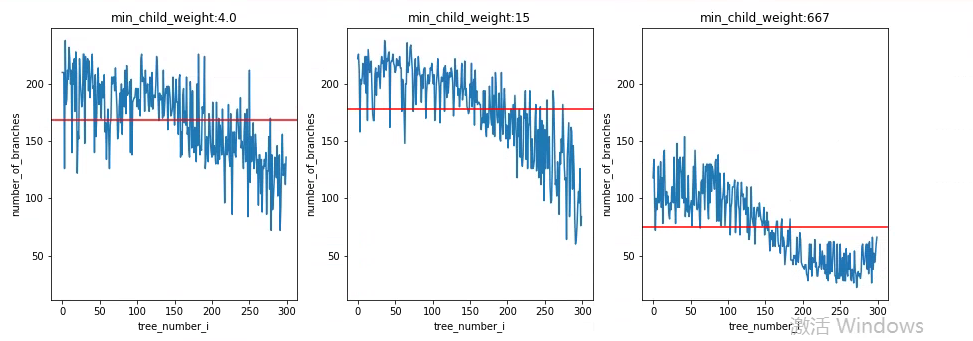 min_child_weight:4.0
number_of_branches
200
150
100
50
0 50 100 150 200 250 300
tree_number_i
min_child_weight:15
number_of_branches
200
150
100
50
0 50 100 150 200 250 300
tree_number_i
min_child_weight:667
number_of_branches
200
150
100
50
0 50 100 150 200 250 300
tree_number_i
激活 Windows